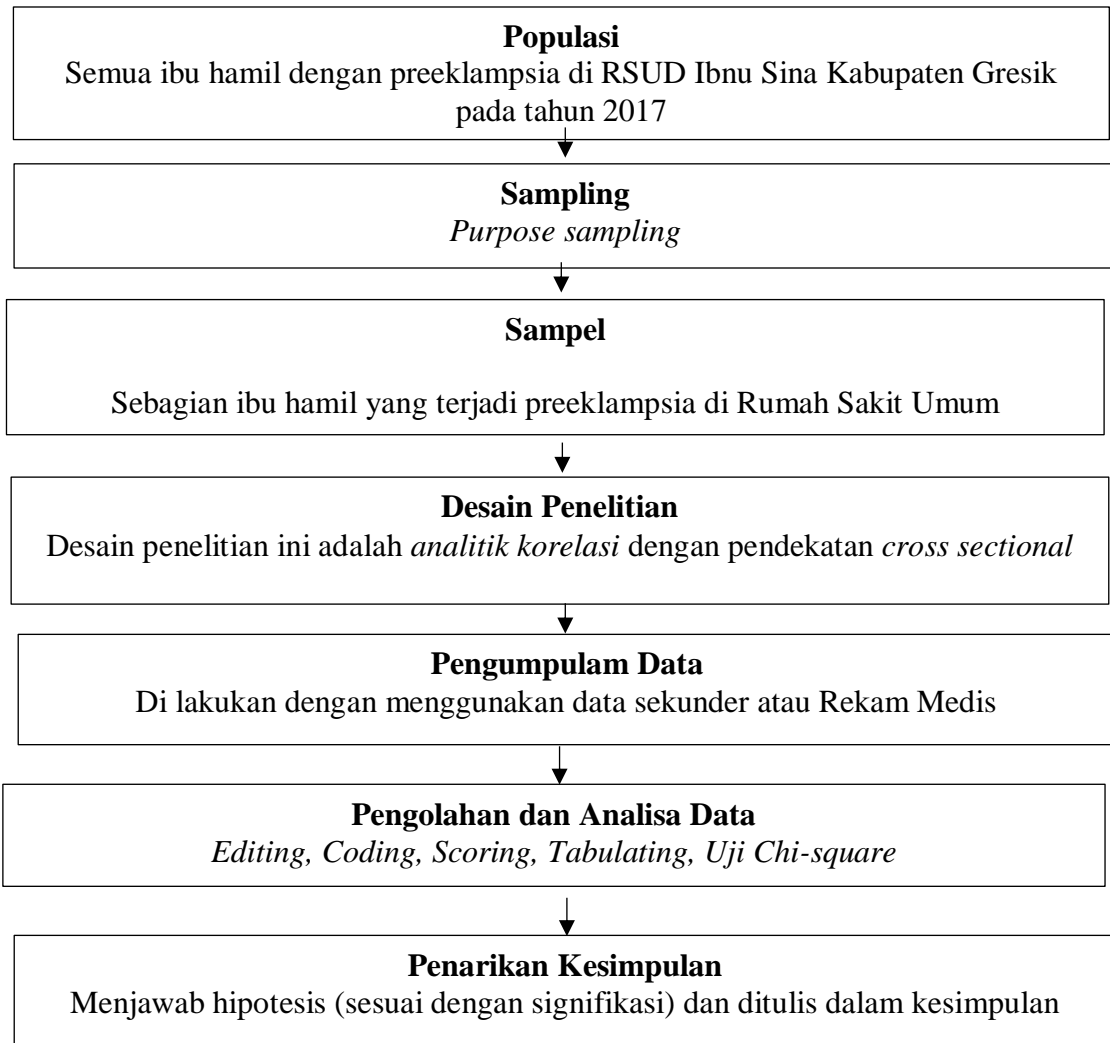 Populasi
Semua ibu hamil dengan preeklampsia di RSUD Ibnu Sina Kabupaten Gresik
pada tahun 2017
Sampling
Purpose sampling
Sampel
Sebagian ibu hamil yang terjadi preeklampsia di Rumah Sakit Umum
Desain Penelitian
Desain penelitian ini adalah analitik korelasi dengan pendekatan cross sectional
Pengumpulam Data
Di lakukan dengan menggunakan data sekunder atau Rekam Medis
Pengolahan dan Analisa Data
Editing, Coding, Scoring, Tabulating, Uji Chi-square
Penarikan Kesimpulan
Menjawab hipotesis (sesuai dengan signifikasi) dan ditulis dalam kesimpulan